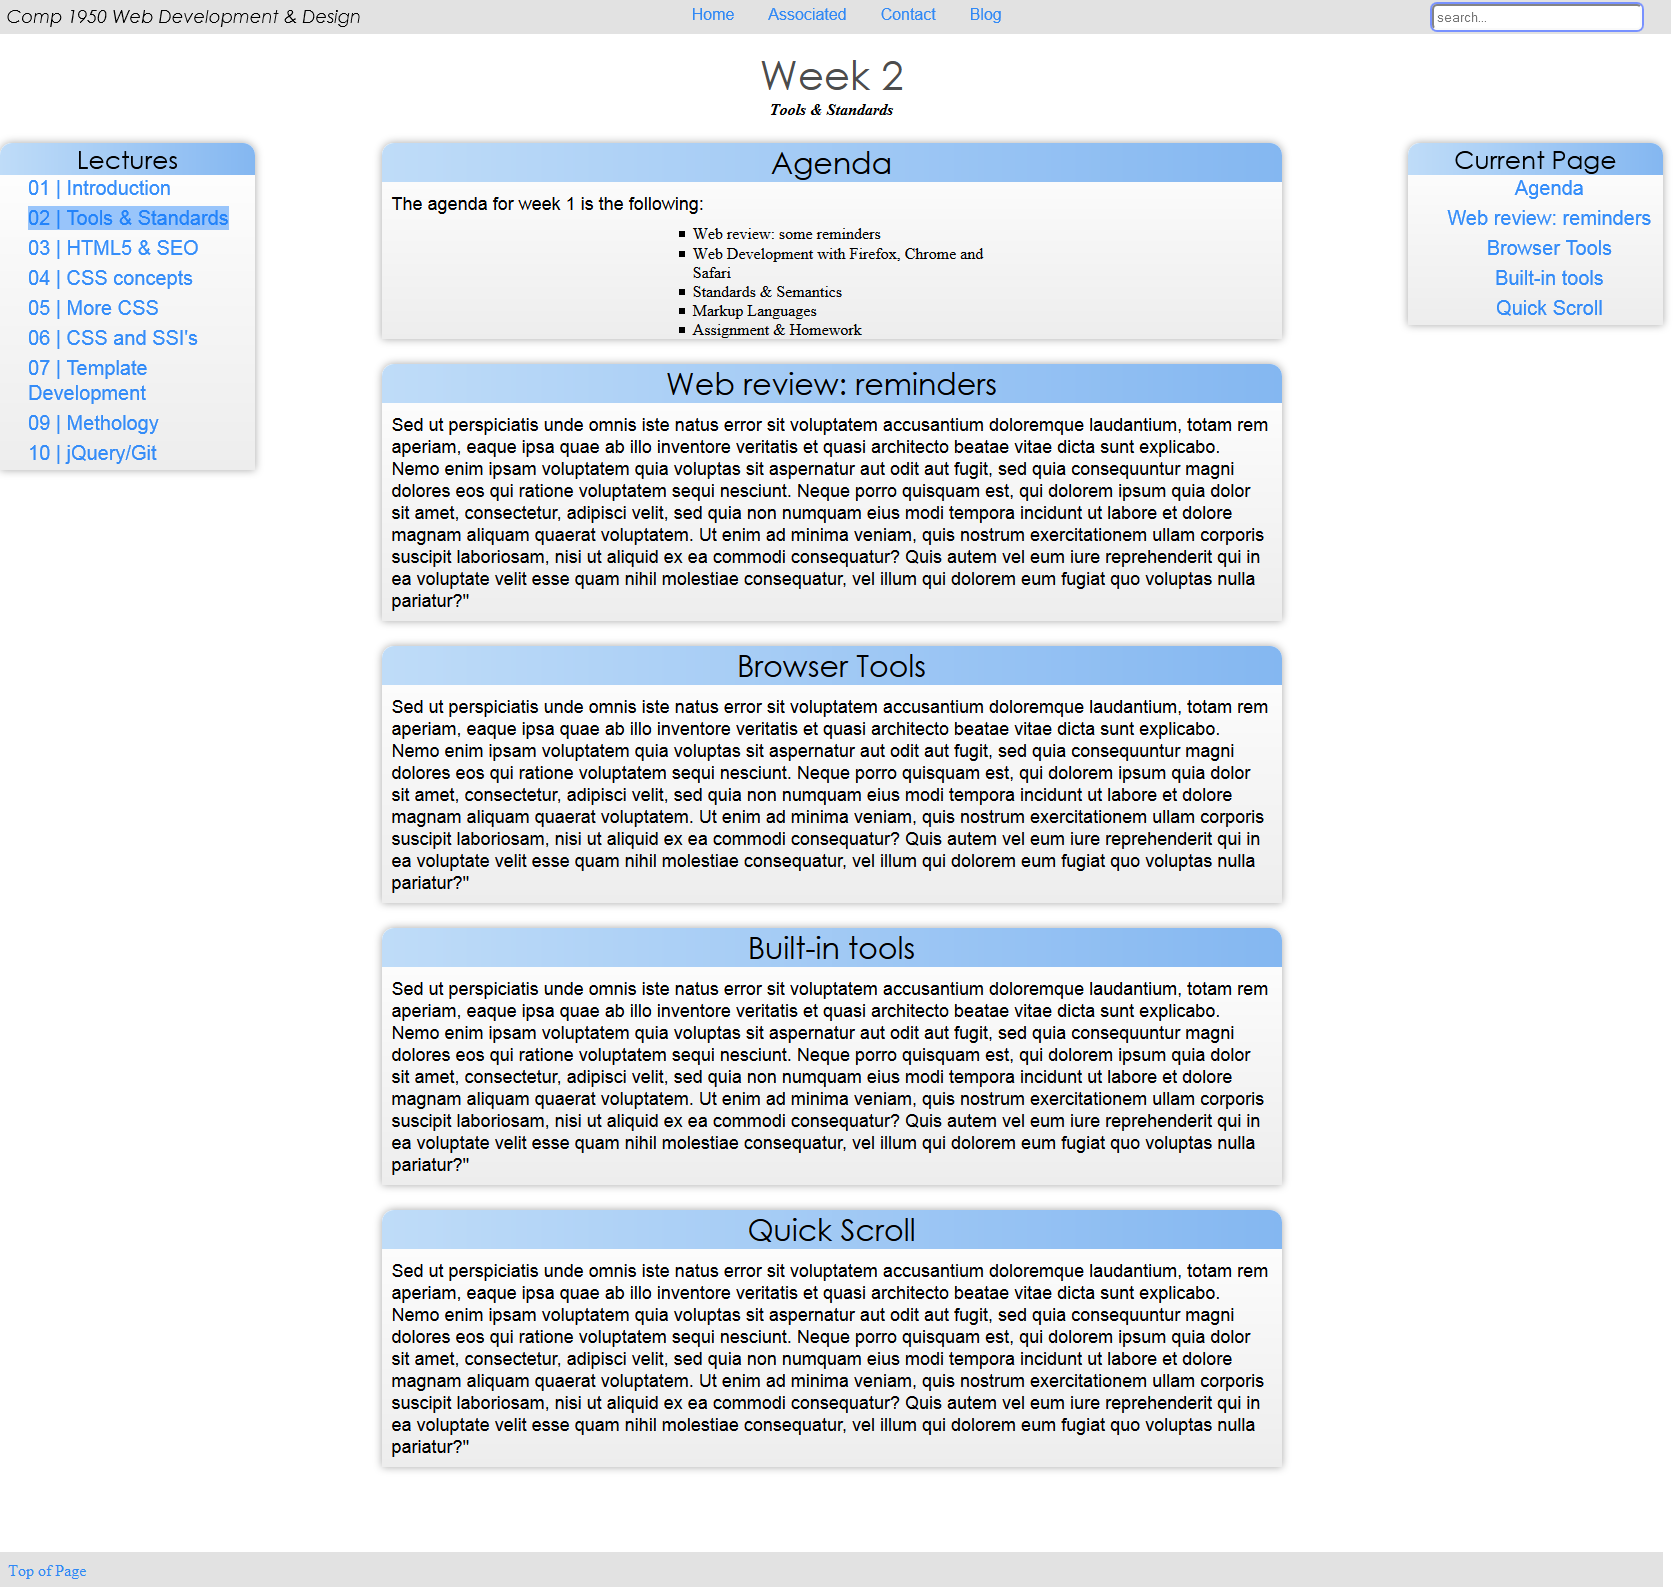 Comp 1950 Web Development & Design
Home Associated Contact Blog
search...
Week 2
Tools & Standards
Lectures
01 | Introduction
02 | Tools & Standards
03 | HTML5 & SEO
04 | CSS concepts
05 | More CSS
06 | CSS and SSI's
07 | Template
Development
09 | Methology
10 | jQuery/Git
Agenda
The agenda for week 1 is the following:
Web review: some reminders
Web Development with Firefox, Chrome and
Safari
Standards & Semantics
Markup Languages
Assignment & Homework
Web review: reminders
Sed ut perspiciatis unde omnis iste natus error sit voluptatem accusantium doloremque laudantium, totam rem
aperiam, eaque ipsa quae ab illo inventore veritatis et quasi architecto beatae vitae dicta sunt explicabo.
Nemo enim ipsam voluptatem quia voluptas sit aspernatur aut odit aut fugit, sed quia consequuntur magni
dolores eos qui ratione voluptatem sequi nesciunt. Neque porro quisquam est, qui dolorem ipsum quia dolor
sit amet, consectetur, adipisci velit, sed quia non numquam eius modi tempora incidunt ut labore et dolore
magnam aliquam quaerat voluptatem. Ut enim ad minima veniam, quis nostrum exercitationem ullam corporis
suscipit laboriosam, nisi ut aliquid ex ea commodi consequatur? Quis autem vel eum iure reprehenderit qui in
ea voluptate velit esse quam nihil molestiae consequatur, vel illum qui dolorem eum fugiat quo voluptas nulla
pariatur?"
Browser Tools
Sed ut perspiciatis unde omnis iste natus error sit voluptatem accusantium doloremque laudantium, totam rem
aperiam, eaque ipsa quae ab illo inventore veritatis et quasi architecto beatae vitae dicta sunt explicabo.
Nemo enim ipsam voluptatem quia voluptas sit aspernatur aut odit aut fugit, sed quia consequuntur magni
dolores eos qui ratione voluptatem sequi nesciunt. Neque porro quisquam est, qui dolorem ipsum quia dolor
sit amet, consectetur, adipisci velit, sed quia non numquam eius modi tempora incidunt ut labore et dolore
magnam aliquam quaerat voluptatem. Ut enim ad minima veniam, quis nostrum exercitationem ullam corporis
suscipit laboriosam, nisi ut aliquid ex ea commodi consequatur? Quis autem vel eum iure reprehenderit qui in
ea voluptate velit esse quam nihil molestiae consequatur, vel illum qui dolorem eum fugiat quo voluptas nulla
pariatur?"
Built-in tools
Sed ut perspiciatis unde omnis iste natus error sit voluptatem accusantium doloremque laudantium, totam rem
aperiam, eaque ipsa quae ab illo inventore veritatis et quasi architecto beatae vitae dicta sunt explicabo.
Nemo enim ipsam voluptatem quia voluptas sit aspernatur aut odit aut fugit, sed quia consequuntur magni
dolores eos qui ratione voluptatem sequi nesciunt. Neque porro quisquam est, qui dolorem ipsum quia dolor
sit amet, consectetur, adipisci velit, sed quia non numquam eius modi tempora incidunt ut labore et dolore
magnam aliquam quaerat voluptatem. Ut enim ad minima veniam, quis nostrum exercitationem ullam corporis
suscipit laboriosam, nisi ut aliquid ex ea commodi consequatur? Quis autem vel eum iure reprehenderit qui in
ea voluptate velit esse quam nihil molestiae consequatur, vel illum qui dolorem eum fugiat quo voluptas nulla
pariatur?"
Quick Scroll
Sed ut perspiciatis unde omnis iste natus error sit voluptatem accusantium doloremque laudantium, totam rem
aperiam, eaque ipsa quae ab illo inventore veritatis et quasi architecto beatae vitae dicta sunt explicabo.
Nemo enim ipsam voluptatem quia voluptas sit aspernatur aut odit aut fugit, sed quia consequuntur magni
dolores eos qui ratione voluptatem sequi nesciunt. Neque porro quisquam est, qui dolorem ipsum quia dolor
sit amet, consectetur, adipisci velit, sed quia non numquam eius modi tempora incidunt ut labore et dolore
magnam aliquam quaerat voluptatem. Ut enim ad minima veniam, quis nostrum exercitationem ullam corporis
suscipit laboriosam, nisi ut aliquid ex ea commodi consequatur? Quis autem vel eum iure reprehenderit qui in
ea voluptate velit esse quam nihil molestiae consequatur, vel illum qui dolorem eum fugiat quo voluptas nulla
pariatur?"
Current Page
Agenda
Web review: reminders
Browser Tools
Built-in tools
Quick Scroll
Top of Page